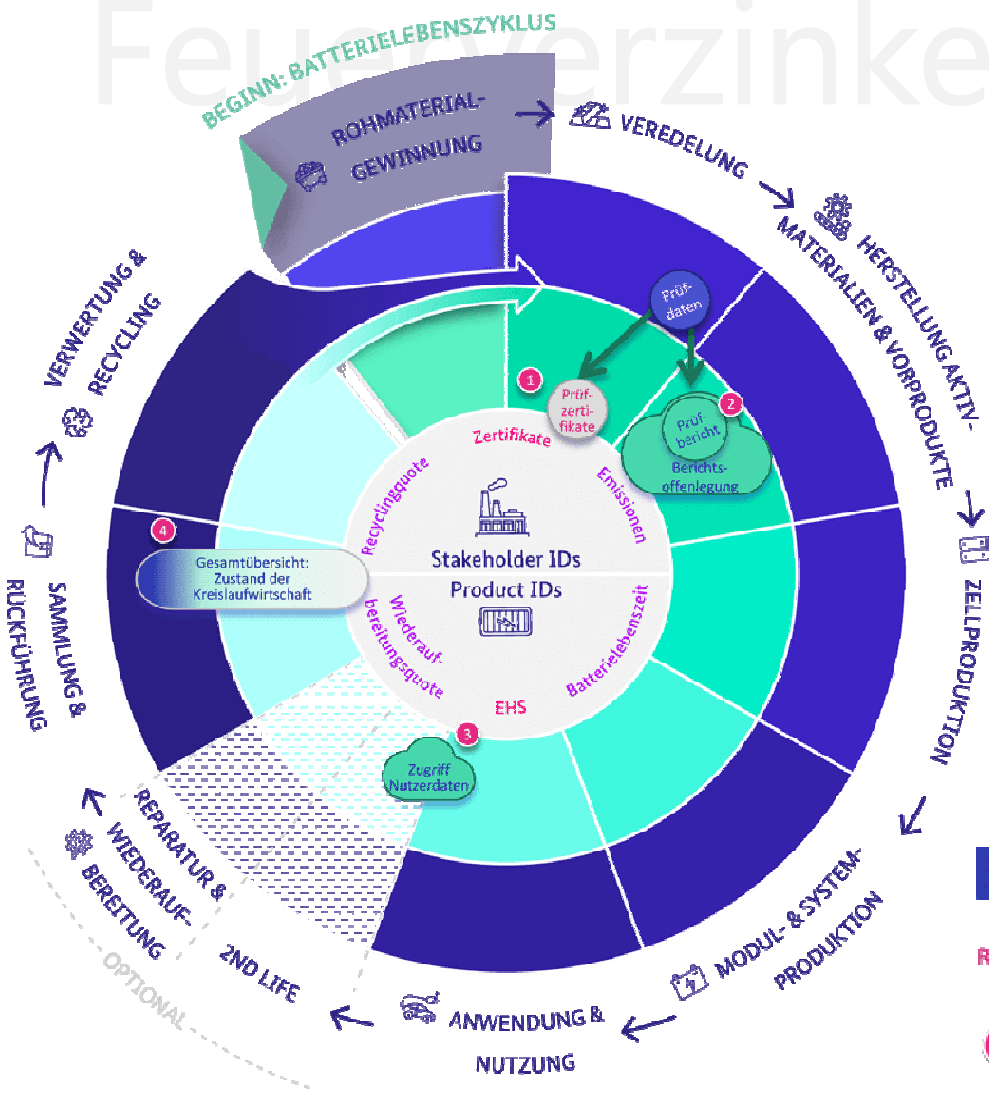 Feuerverzinke
BEGINN: BATTERIELEBENSZYKLUS
ROHMATERIAL-
GEWINNUNG
VEREDELUNG
HERSTELLUNG AKTIV-
MATERIALIEN & VORPRODUKTE
ZELLPRODUKTION
MODUL- & SYSTEM-
PRODUKTION
ANWENDUNG &
NUTZUNG
2ND LIFE
REPARATUR &
WIEDERAUF-
BEREITUNG
OPTIONAL
SAMMLUNG &
RÜCKFÜHRUNG
VERWERTUNG &
RECYCLING
Prüf-
daten
1
Prüf-
zerti-
fikate
2
Prüf-
bericht
Berichts-
offenlegung
3
Zugriff
Nutzerdaten
4
Gesamtübersicht:
Zustand der
Kreislaufwirtschaft
Zertifikate
Emissionen
Batterielebenszeit
EHS
Wiederauf-
bereitungsquote
Recyclingquote
Stakeholder IDs
Product IDs
R